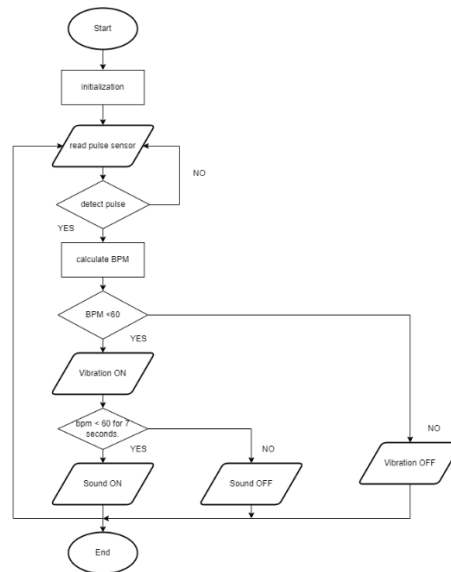 Start
initialization
read pulse sensor
NO
detect pulse
YES
calculate BPM
BPM <60
YES
Vibration ON
bpm < 60 for 7
seconds.
NO
YES
NO
Vibration OFF
Sound ON
Sound OFF
End